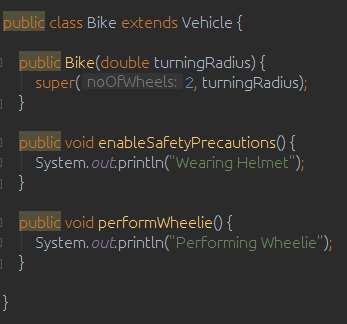 public class Bike extends Vehicle {
public Bike(double turningRadius) {
super( noOfWheels: 2, turningRadius);
}
public void enableSafetyPrecautions() {
System.out.println("Wearing Helmet");
}
public void performWheelie() {
System.out.println("Performing Wheelie");
}
}